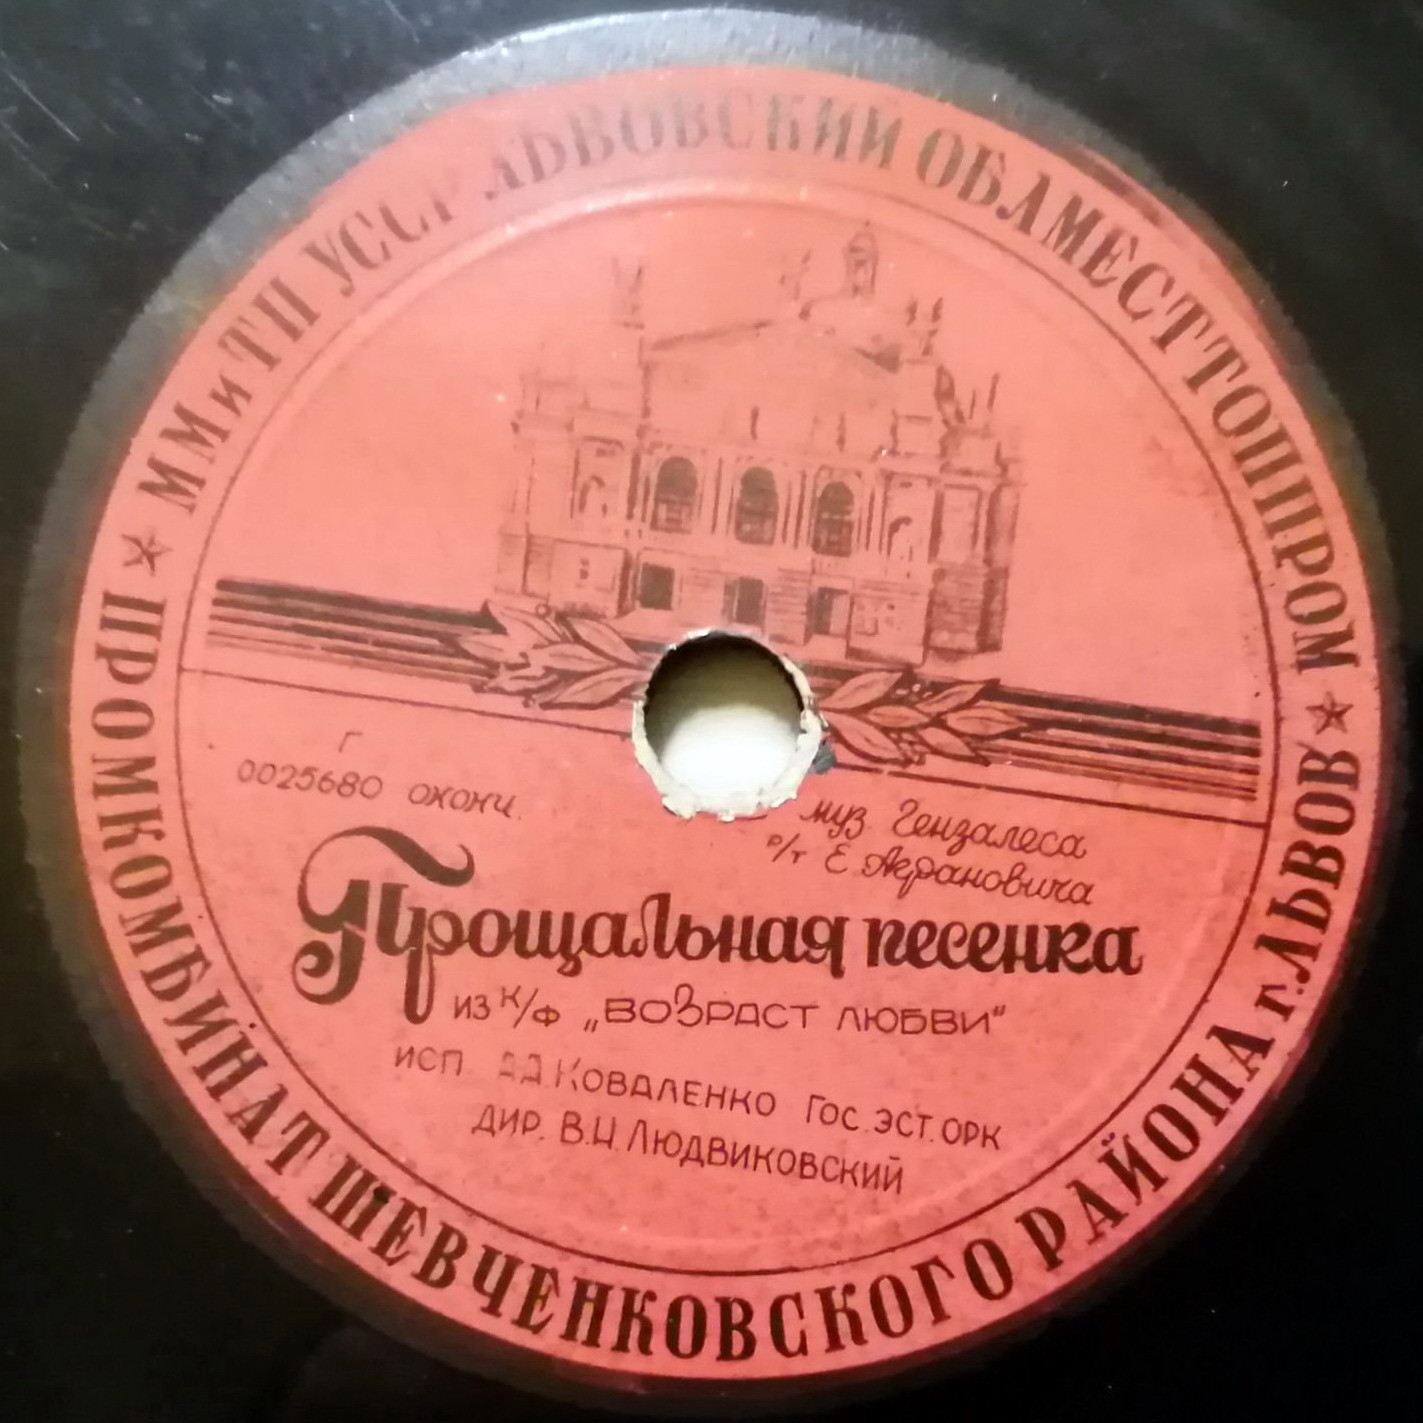 ММиТП УССР ЛЬВОВСКИЙ ОБЛМЕСТТОППРОМ
ПРОМКОМБИНАТ ШЕВЧЕНКОВСКОГО РАЙОНА г. ЛЬВОВ
Г
0025680 ОКОНЧ.
муз. Гензалеса
р/т Е. Аграновича
Прощальная песенка
ИЗ К/Ф „ВОЗРАСТ ЛЮБВИ"
ИСП КОВАЛЕНКО ГОС. ЭСТ. ОРК
ДИР. В.Н. ЛЮДВИКОВСКИЙ